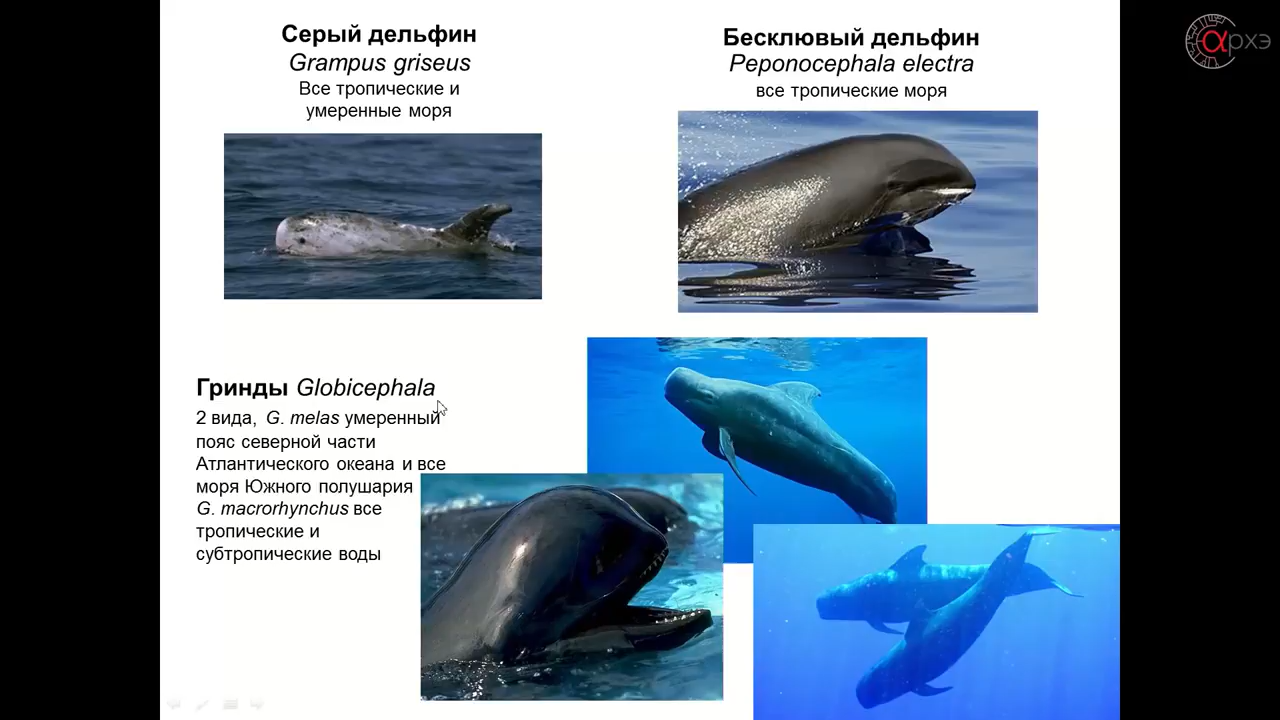 Серый дельфин
Grampus griseus
Все тропические и
умеренные моря
Бесклювый дельфин
Peponocephala electra
все тропические моря
αрхэ
Гринды Globicephala
2 вида, G. melas умеренный
пояс северной части
Атлантического океана и все
моря Южного полушария
G. macrorhynchus все
тропические и
субтропические воды